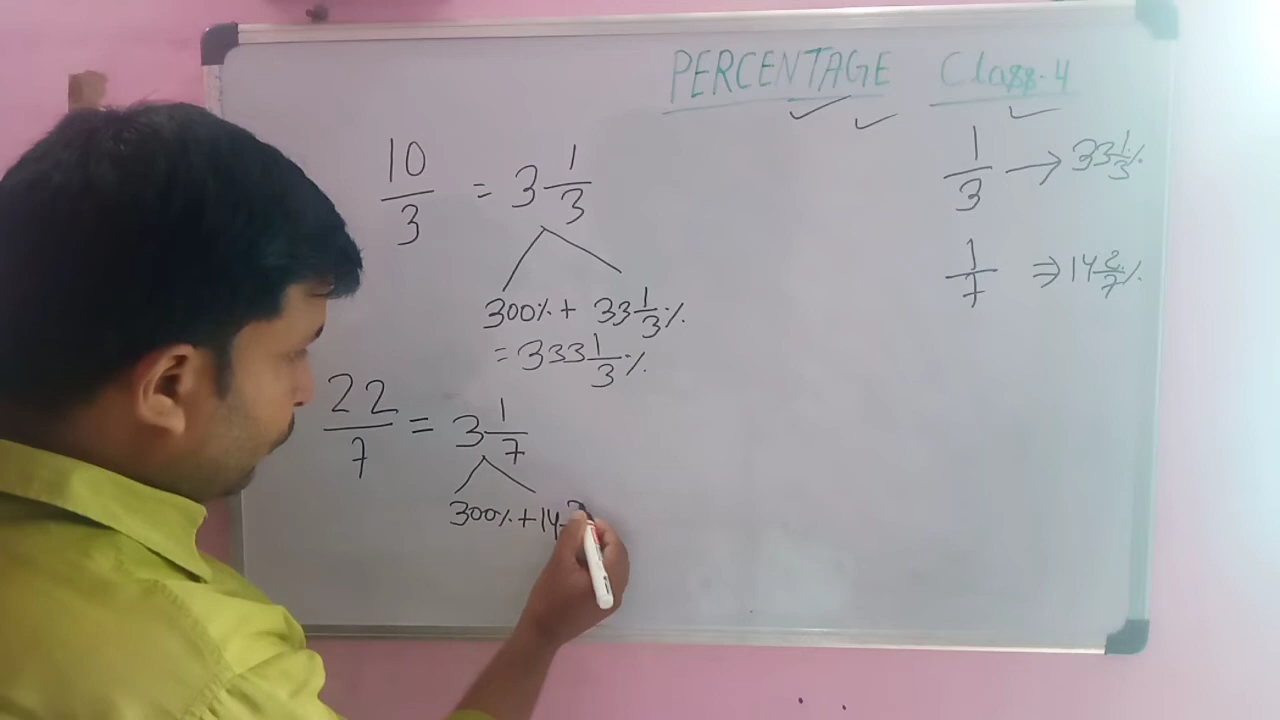 PERCENTAGE Class-4
10/3 = 3 1/3
300% + 33 1/3%
= 333 1/3%
22/7 = 3 1/7
300% + 14
1/3 → 33 1/3%
1/7 ⇒ 14 2/7%